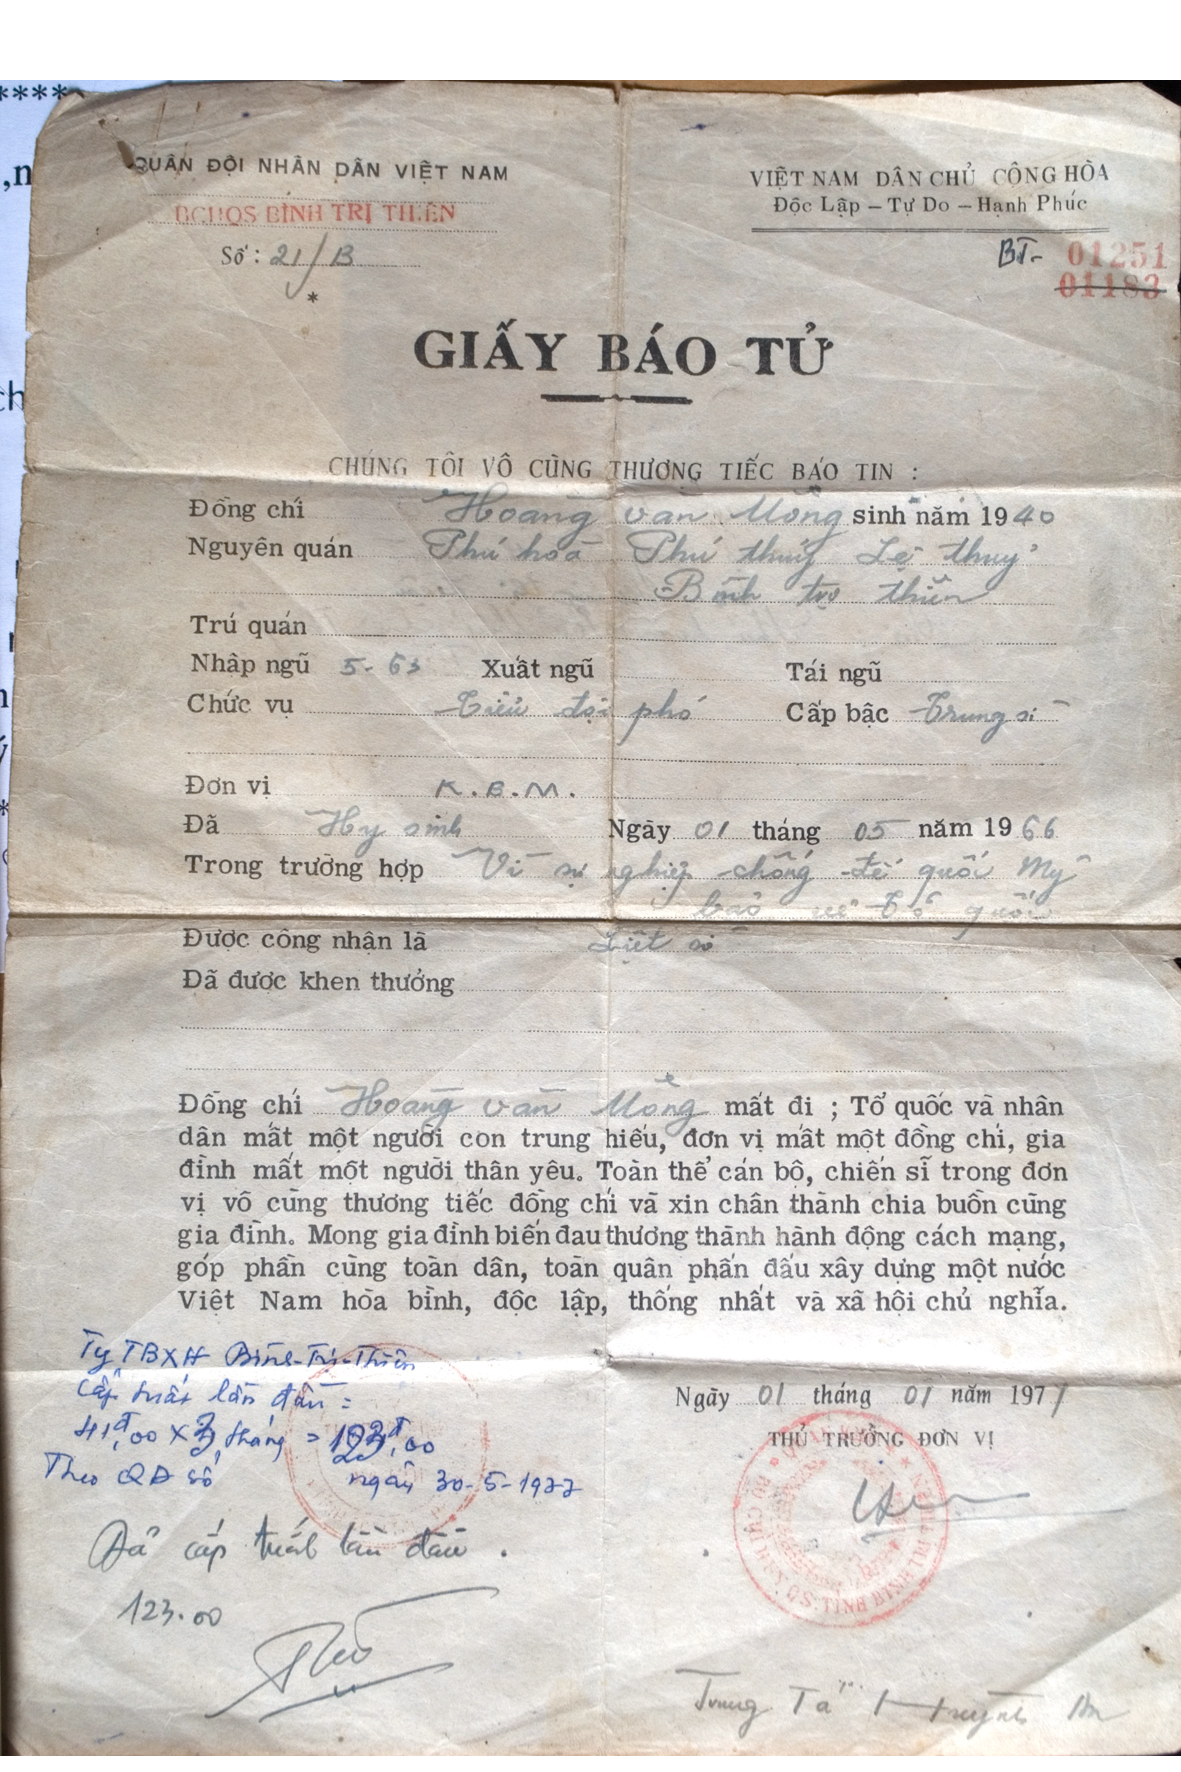 QUÂN ĐỘI NHÂN DÂN VIỆT NAM
BCHQS BÌNH TRỊ THIÊN
Số: 21/B
*
VIỆT NAM DÂN CHỦ CỘNG HÒA
Độc Lập – Tự Do – Hạnh Phúc
BT- 01251
01183
GIẤY BÁO TỬ
CHÚNG TÔI VÔ CÙNG THƯƠNG TIẾC BÁO TIN :
Đồng chí Hoàng văn Mông sinh năm 1940
Nguyên quán Phú hoà Phú thủy Lệ thuỷ
Bình trị thiên
Trú quán
Nhập ngũ 5-63 Xuất ngũ Tái ngũ
Chức vụ Tiểu đội phó Cấp bậc Trung sĩ
Đơn vị K.B.M.
Đã Hy sinh Ngày 01 tháng 05 năm 1966
Trong trường hợp Vì sự nghiệp chống đế quốc Mỹ
bảo vệ Tổ quốc
Được công nhận là Liệt sĩ
Đã được khen thưởng
Đồng chí Hoàng văn Mông mất đi ; Tổ quốc và nhân
dân mất một người con trung hiếu, đơn vị mất một đồng chí, gia
đình mất một người thân yêu. Toàn thể cán bộ, chiến sĩ trong đơn
vị vô cùng thương tiếc đồng chí và xin chân thành chia buồn cùng
gia đình. Mong gia đình biến đau thương thành hành động cách mạng,
góp phần cùng toàn dân, toàn quân phấn đấu xây dựng một nước
Việt Nam hòa bình, độc lập, thống nhất và xã hội chủ nghĩa.
Ty TBXH Bình-Trị-Thiên
Cấp tuất lần đầu :
41đ,00 x 3 tháng = 123đ,00
Theo QĐ số ngày 30-5-1977
Đã cấp tuất lần đầu.
123.00
Ngày 01 tháng 01 năm 1977
THỦ TRƯỞNG ĐƠN VỊ
BỘ CHỈ HUY Q.S. TỈNH BÌNH TRỊ THIÊN
Trung Tá Huỳnh